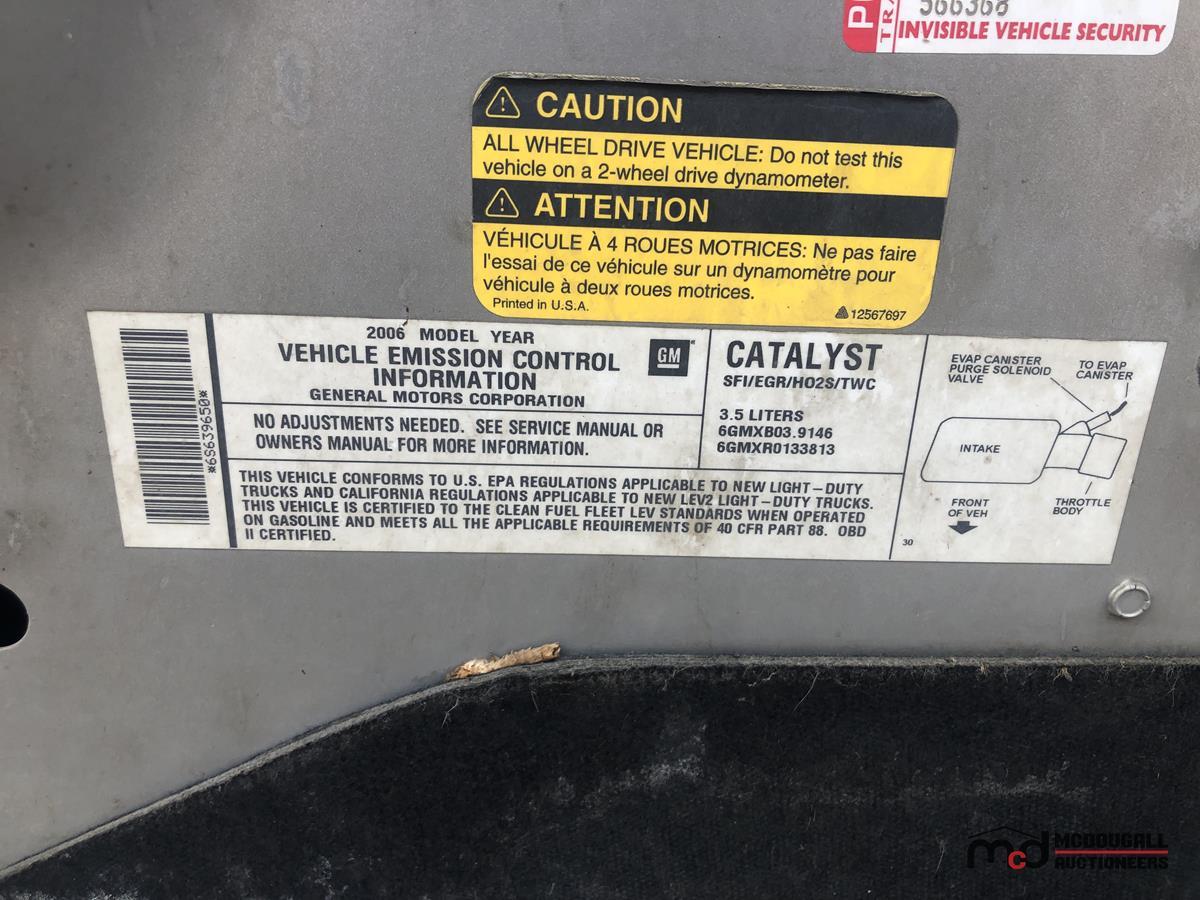 566368
INVISIBLE VEHICLE SECURITY
CAUTION
ALL WHEEL DRIVE VEHICLE: Do not test this
vehicle on a 2-wheel drive dynamometer.
ATTENTION
VÉHICULE À 4 ROUES MOTRICES: Ne pas faire
l'essai de ce véhicule sur un dynamomètre pour
véhicule à deux roues motrices.
Printed in U.S.A.
12567697
*6S639650*
2006 MODEL YEAR
VEHICLE EMISSION CONTROL
INFORMATION
GENERAL MOTORS CORPORATION
GM
NO ADJUSTMENTS NEEDED. SEE SERVICE MANUAL OR
OWNERS MANUAL FOR MORE INFORMATION.
CATALYST
SFI/EGR/HO2S/TWC
3.5 LITERS
6GMXB03.9146
6GMXR0133813
THIS VEHICLE CONFORMS TO U.S. EPA REGULATIONS APPLICABLE TO NEW LIGHT-DUTY
TRUCKS AND CALIFORNIA REGULATIONS APPLICABLE TO NEW LEV2 LIGHT-DUTY TRUCKS.
THIS VEHICLE IS CERTIFIED TO THE CLEAN FUEL FLEET LEV STANDARDS WHEN OPERATED
ON GASOLINE AND MEETS ALL THE APPLICABLE REQUIREMENTS OF 40 CFR PART 88. OBD
II CERTIFIED.
EVAP CANISTER
PURGE SOLENOID
VALVE
TO EVAP
CANISTER
INTAKE
FRONT
OF VEH
THROTTLE
BODY
30
mcd
MCDOUGALL
AUCTIONEERS